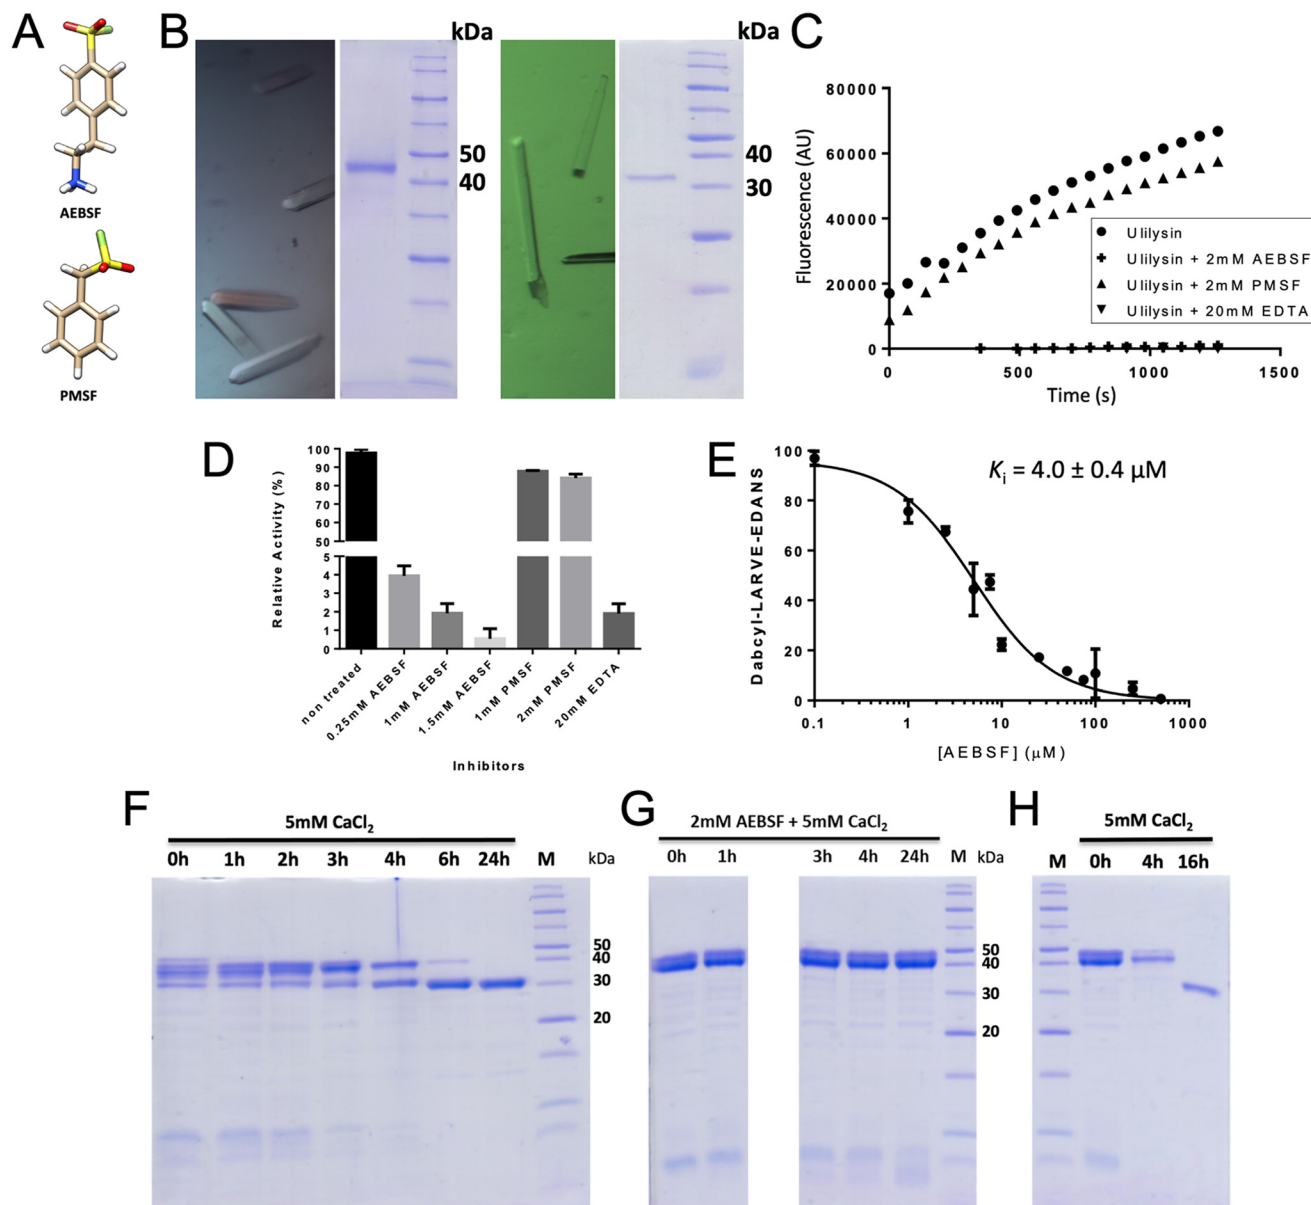 A
AEBSF
PMSF
B
kDa
50
40
kDa
40
30
C
80000
60000
40000
20000
0
Fluorescence (AU)
0
500
1000
1500
Time (s)
Ulilysin
Ulilysin + 2mM AEBSF
Ulilysin + 2mM PMSF
Ulilysin + 20mM EDTA
D
100
90
80
70
60
50
5
4
3
2
1
0
Relative Activity (%)
non treated
0.25mM AEBSF
1mM AEBSF
1.5mM AEBSF
1mM PMSF
2mM PMSF
20mM EDTA
Inhibitors
E
100
80
60
40
20
0
Dabcyl-LARVE-EDANS
Ki = 4.0 ± 0.4 μM
0.1
1
10
100
1000
[AEBSF] (μM)
F
5mM CaCl2
0h 1h 2h 3h 4h 6h 24h M kDa
50
40
30
20
G
2mM AEBSF + 5mM CaCl2
0h 1h 3h 4h 24h M kDa
50
40
30
20
H
5mM CaCl2
M 0h 4h 16h